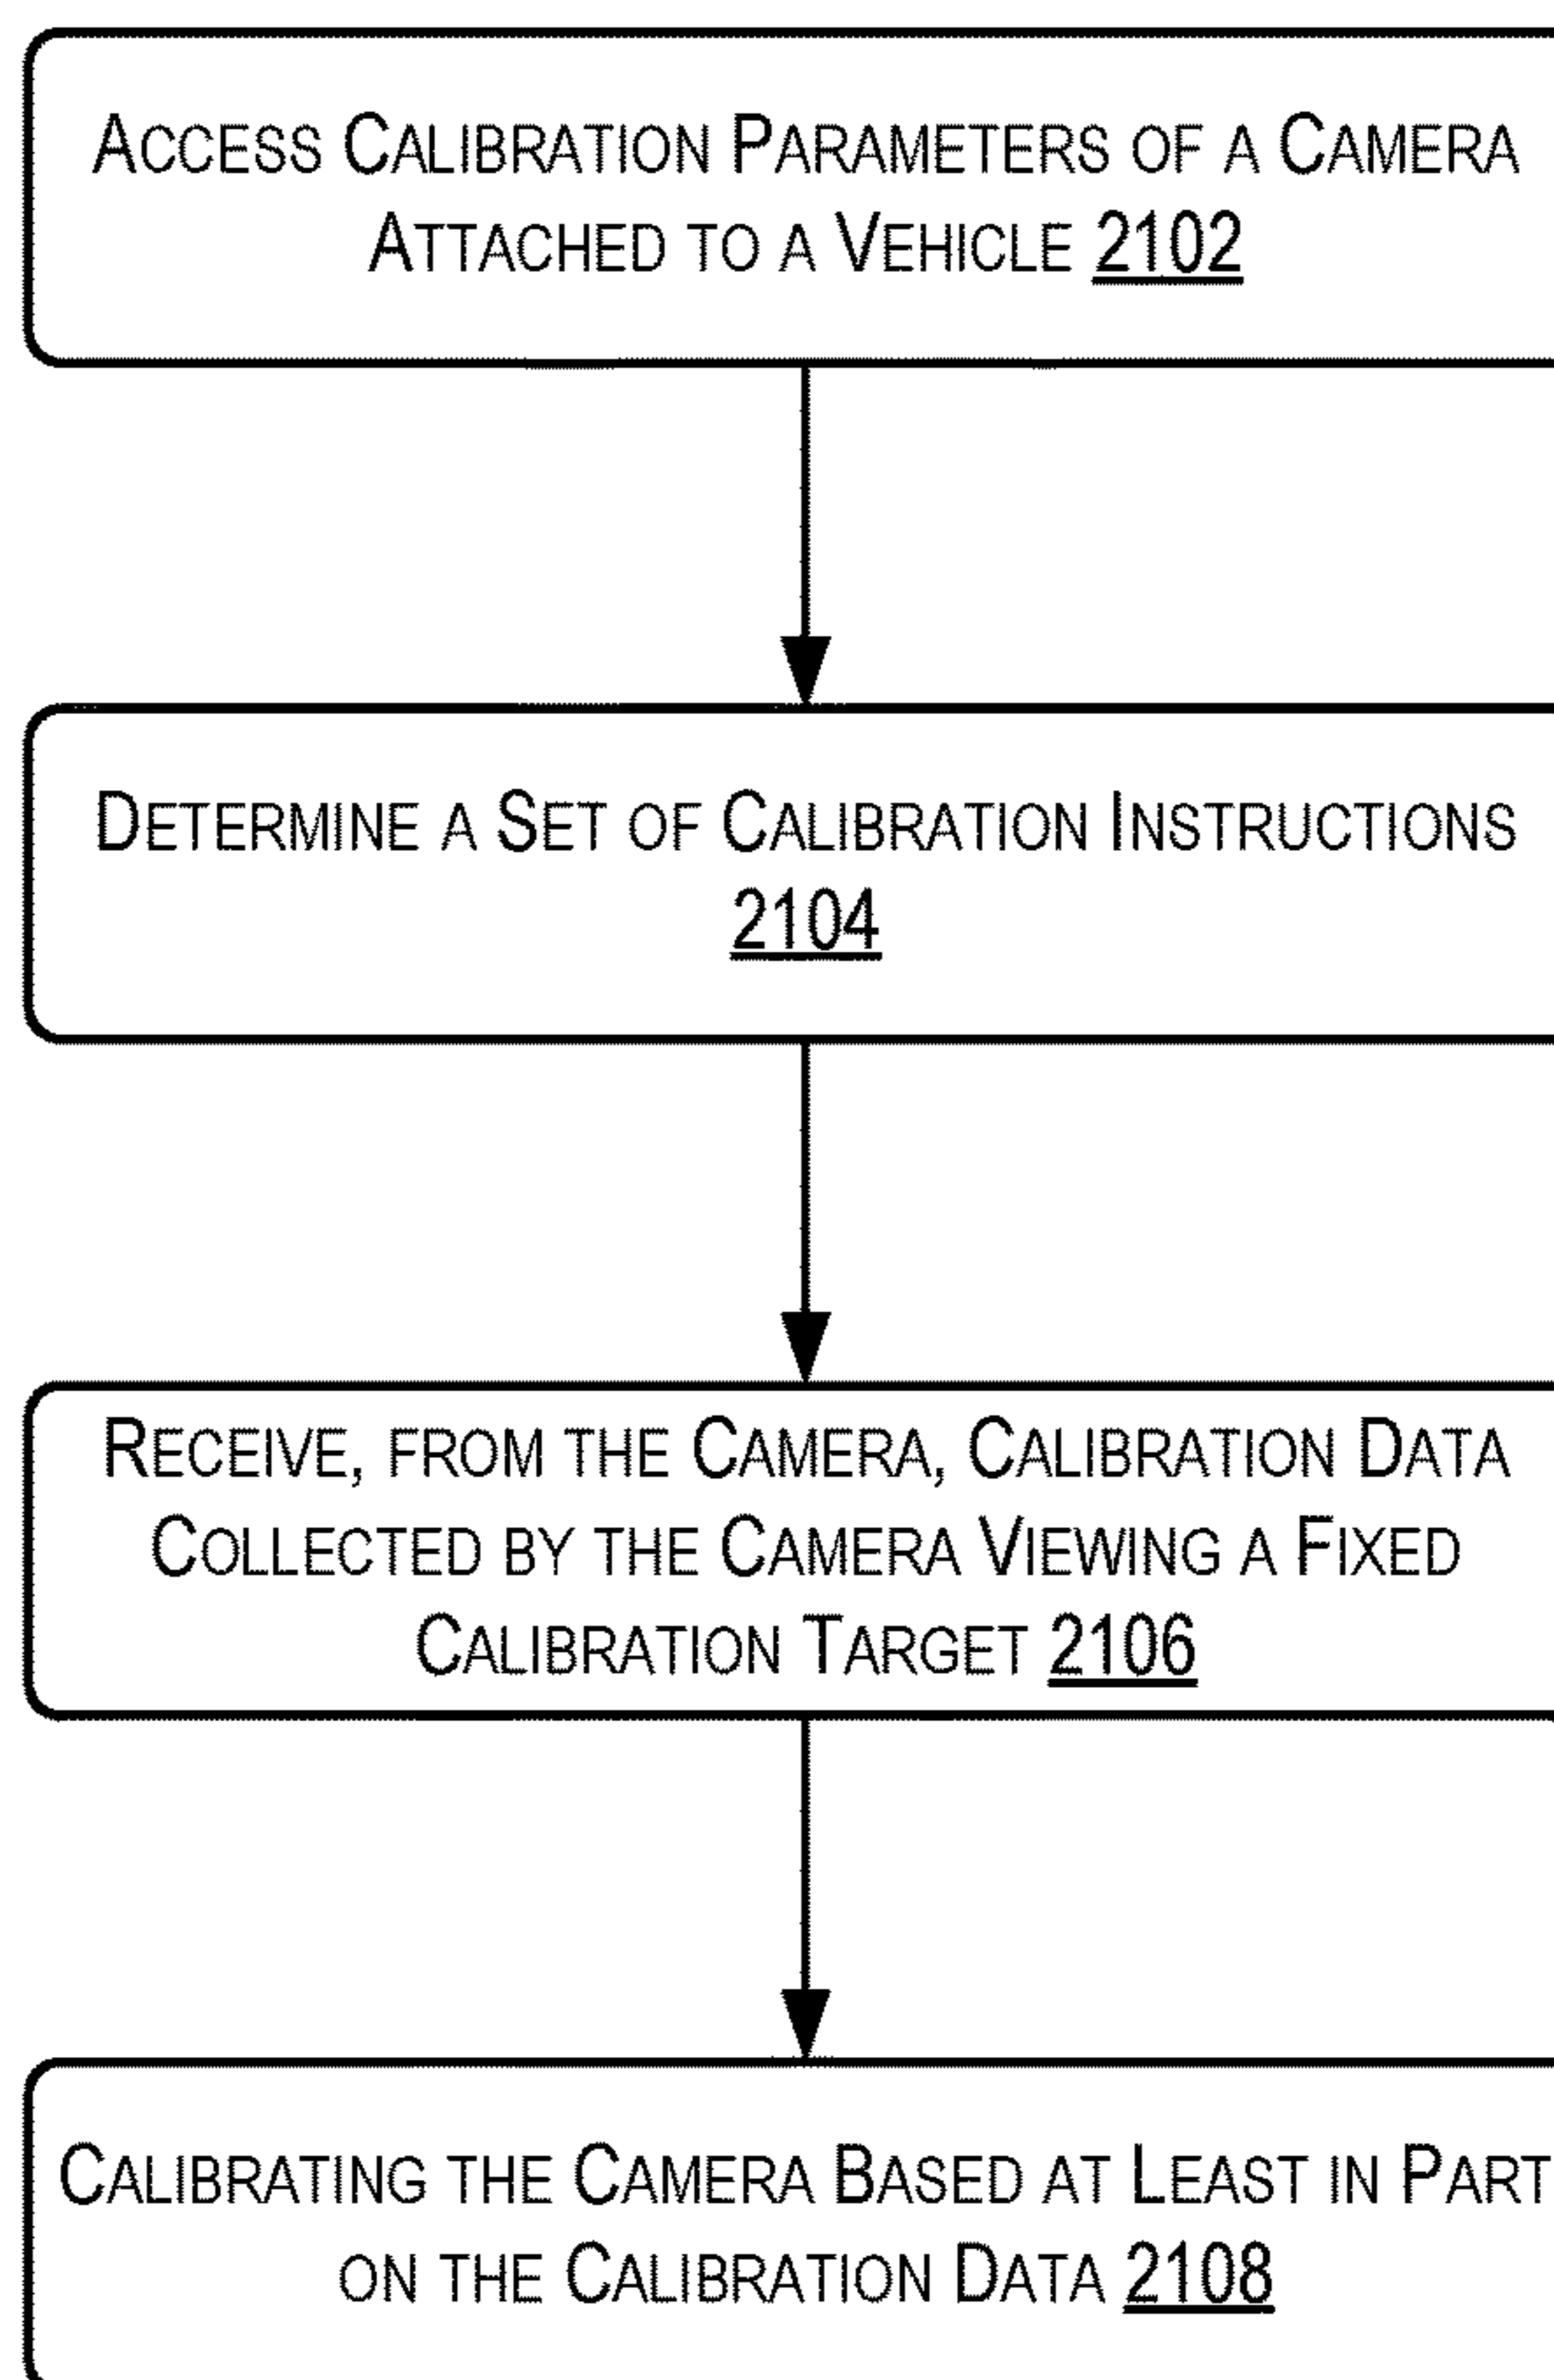 ACCESS CALIBRATION PARAMETERS OF A CAMERA
ATTACHED TO A VEHICLE 2102
DETERMINE A SET OF CALIBRATION INSTRUCTIONS
2104
RECEIVE, FROM THE CAMERA, CALIBRATION DATA
COLLECTED BY THE CAMERA VIEWING A FIXED
CALIBRATION TARGET 2106
CALIBRATING THE CAMERA BASED AT LEAST IN PART
ON THE CALIBRATION DATA 2108